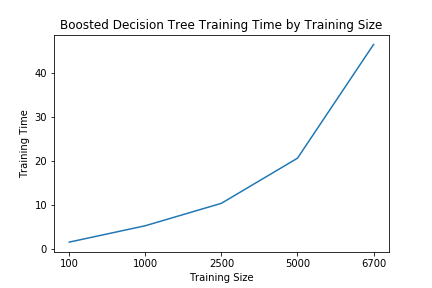 Boosted Decision Tree Training Time by Training Size
Training Time
40
30
20
10
0
100 1000 2500 5000 6700
Training Size